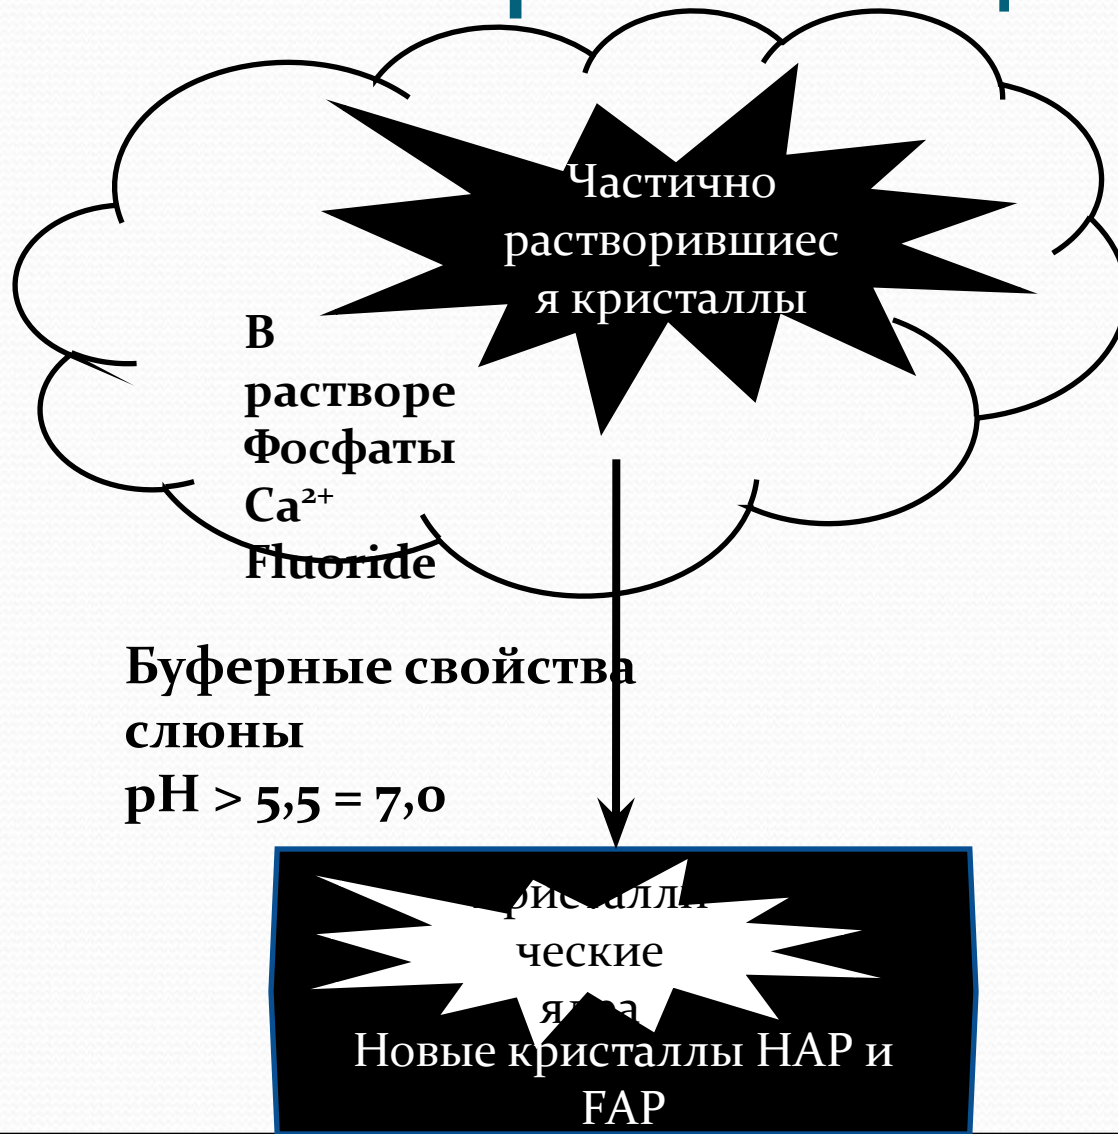 Частично
растворившиес
я кристаллы
В
растворе
Фосфаты
Ca²⁺
Fluoride
Буферные свойства
слюны
pH > 5,5 = 7,0
ческие
Новые кристаллы HAP и
FAP